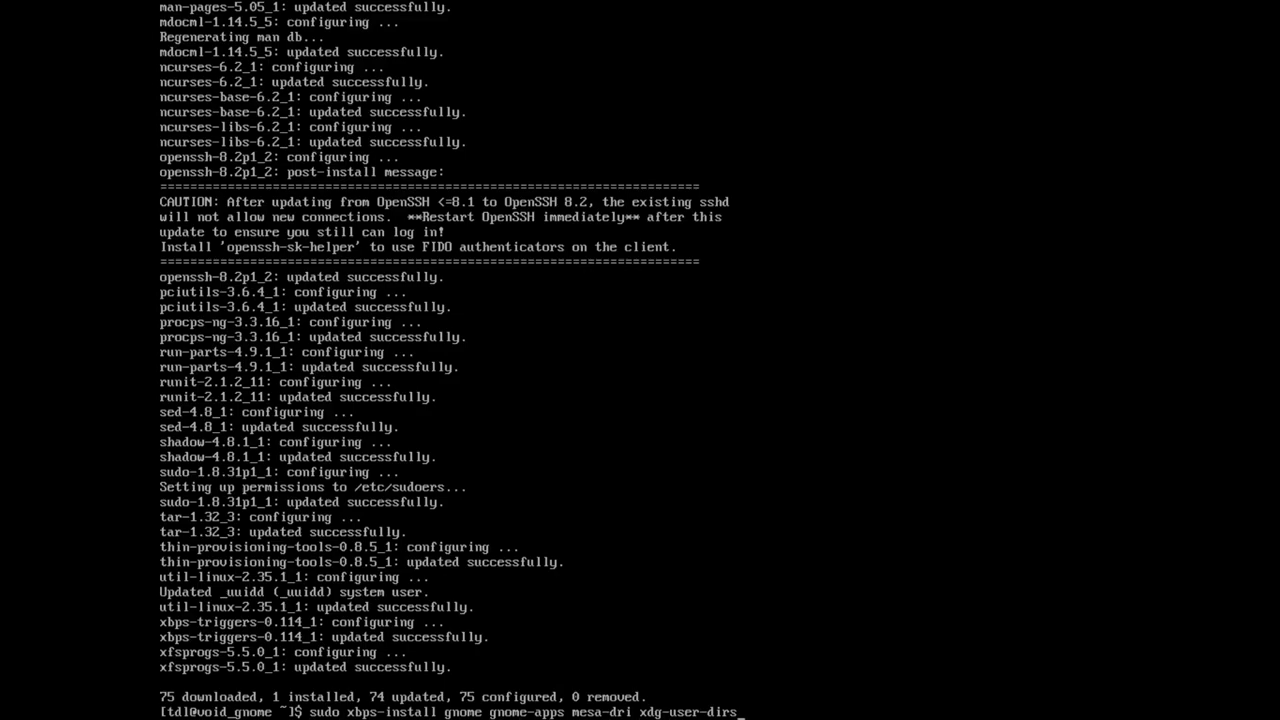 man-pages-5.05_1: updated successfully.
mdocml-1.14.5_5: configuring ...
Regenerating man db...
mdocml-1.14.5_5: updated successfully.
ncurses-6.2_1: configuring ...
ncurses-6.2_1: updated successfully.
ncurses-base-6.2_1: configuring ...
ncurses-base-6.2_1: updated successfully.
ncurses-libs-6.2_1: configuring ...
ncurses-libs-6.2_1: updated successfully.
openssh-8.2p1_2: configuring ...
openssh-8.2p1_2: post-install message:
========================================================================
CAUTION: After updating from OpenSSH <=8.1 to OpenSSH 8.2, the existing sshd
will not allow new connections.  **Restart OpenSSH immediately** after this
update to ensure you still can log in!
Install 'openssh-sk-helper' to use FIDO authenticators on the client.
========================================================================
openssh-8.2p1_2: updated successfully.
pciutils-3.6.4_1: configuring ...
pciutils-3.6.4_1: updated successfully.
procps-ng-3.3.16_1: configuring ...
procps-ng-3.3.16_1: updated successfully.
run-parts-4.9.1_1: configuring ...
run-parts-4.9.1_1: updated successfully.
runit-2.1.2_11: configuring ...
runit-2.1.2_11: updated successfully.
sed-4.8_1: configuring ...
sed-4.8_1: updated successfully.
shadow-4.8.1_1: configuring ...
shadow-4.8.1_1: updated successfully.
sudo-1.8.31p1_1: configuring ...
Setting up permissions to /etc/sudoers...
sudo-1.8.31p1_1: updated successfully.
tar-1.32_3: configuring ...
tar-1.32_3: updated successfully.
thin-provisioning-tools-0.8.5_1: configuring ...
thin-provisioning-tools-0.8.5_1: updated successfully.
util-linux-2.35.1_1: configuring ...
Updated _uuidd (_uuidd) system user.
util-linux-2.35.1_1: updated successfully.
xbps-triggers-0.114_1: configuring ...
xbps-triggers-0.114_1: updated successfully.
xfsprogs-5.5.0_1: configuring ...
xfsprogs-5.5.0_1: updated successfully.
75 downloaded, 1 installed, 74 updated, 75 configured, 0 removed.
[tdl@void_gnome ~]$ sudo xbps-install gnome gnome-apps mesa-dri xdg-user-dirs_